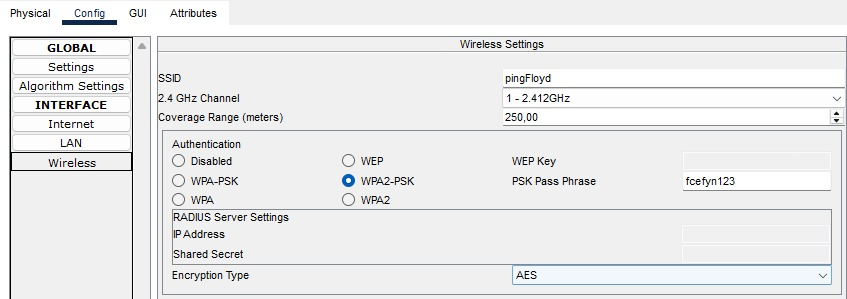 Physical Config GUI Attributes
GLOBAL
Settings
Algorithm Settings
INTERFACE
Internet
LAN
Wireless
Wireless Settings
SSID pingFloyd
2.4 GHz Channel 1 - 2.412GHz
Coverage Range (meters) 250,00
Authentication
Disabled WEP WEP Key
WPA-PSK WPA2-PSK PSK Pass Phrase fcefyn123
WPA WPA2
RADIUS Server Settings
IP Address
Shared Secret
Encryption Type AES